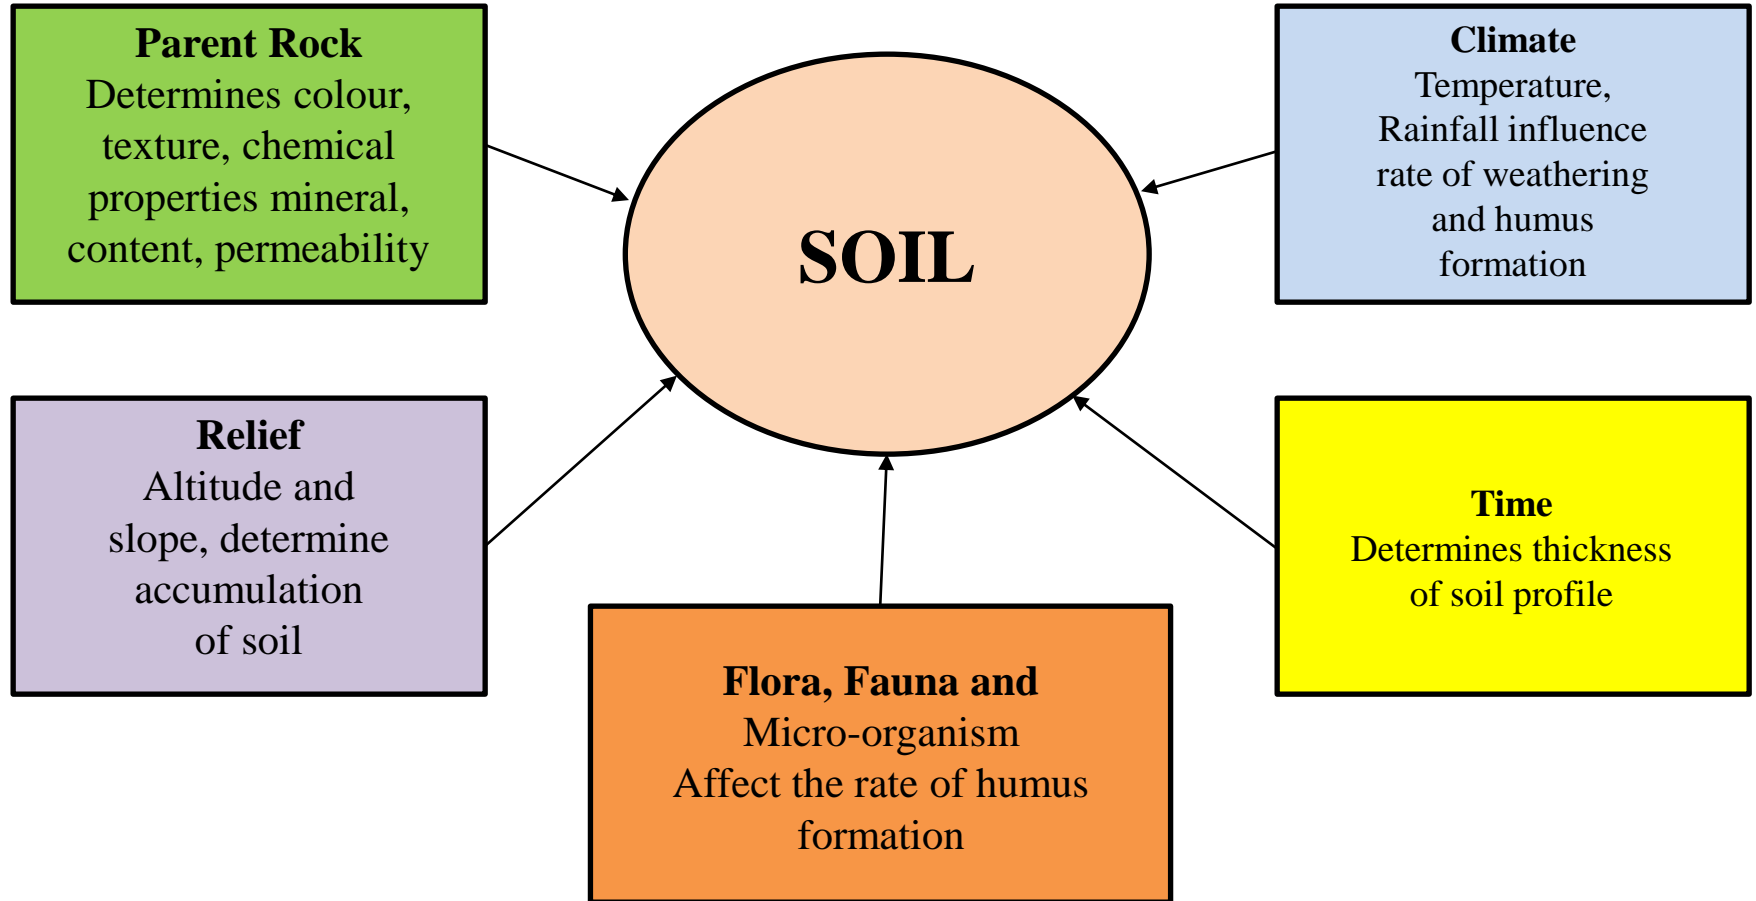 Parent Rock
Determines colour,
texture, chemical
properties mineral,
content, permeability
SOIL
Climate
Temperature,
Rainfall influence
rate of weathering
and humus
formation
Relief
Altitude and
slope, determine
accumulation
of soil
Flora, Fauna and
Micro-organism
Affect the rate of humus
formation
Time
Determines thickness
of soil profile